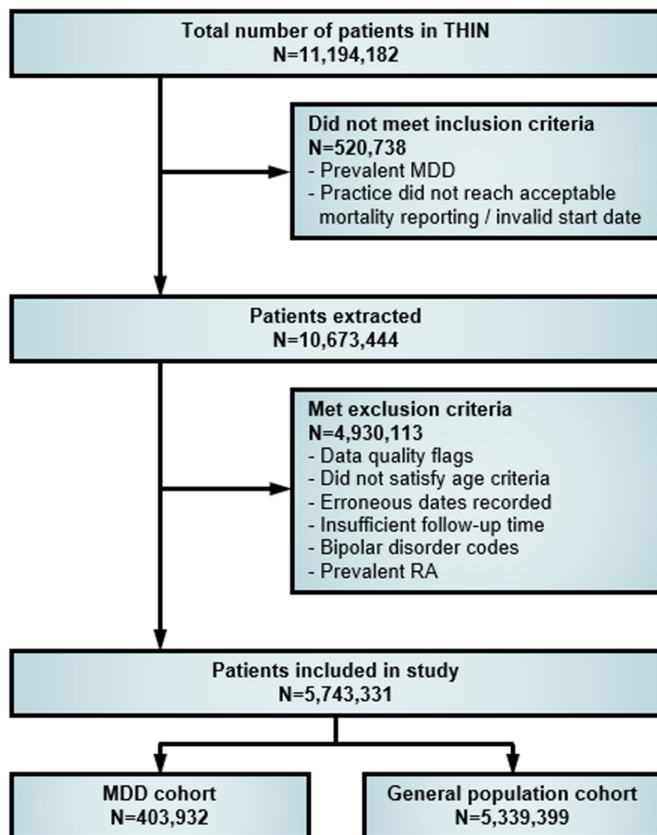 Total number of patients in THIN
N=11,194,182
Did not meet inclusion criteria
N=520,738
- Prevalent MDD
- Practice did not reach acceptable
mortality reporting / invalid start date
Patients extracted
N=10,673,444
Met exclusion criteria
N=4,930,113
- Data quality flags
- Did not satisfy age criteria
- Erroneous dates recorded
- Insufficient follow-up time
- Bipolar disorder codes
- Prevalent RA
Patients included in study
N=5,743,331
MDD cohort
N=403,932
General population cohort
N=5,339,399